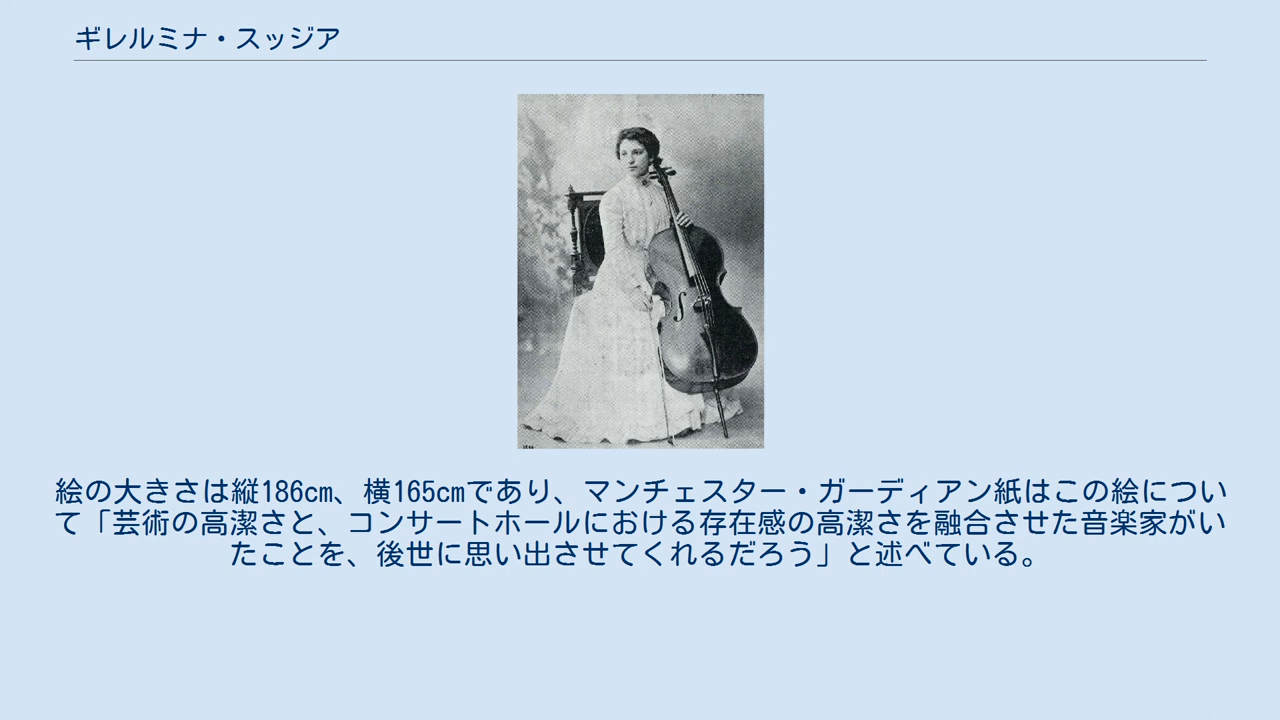 ギレルミナ・スッジア
絵の大きさは縦186cm、横165cmであり、マンチェスター・ガーディアン紙はこの絵につい
て「芸術の高潔さと、コンサートホールにおける存在感の高潔さを融合させた音楽家がい
たことを、後世に思い出させてくれるだろう」と述べている。